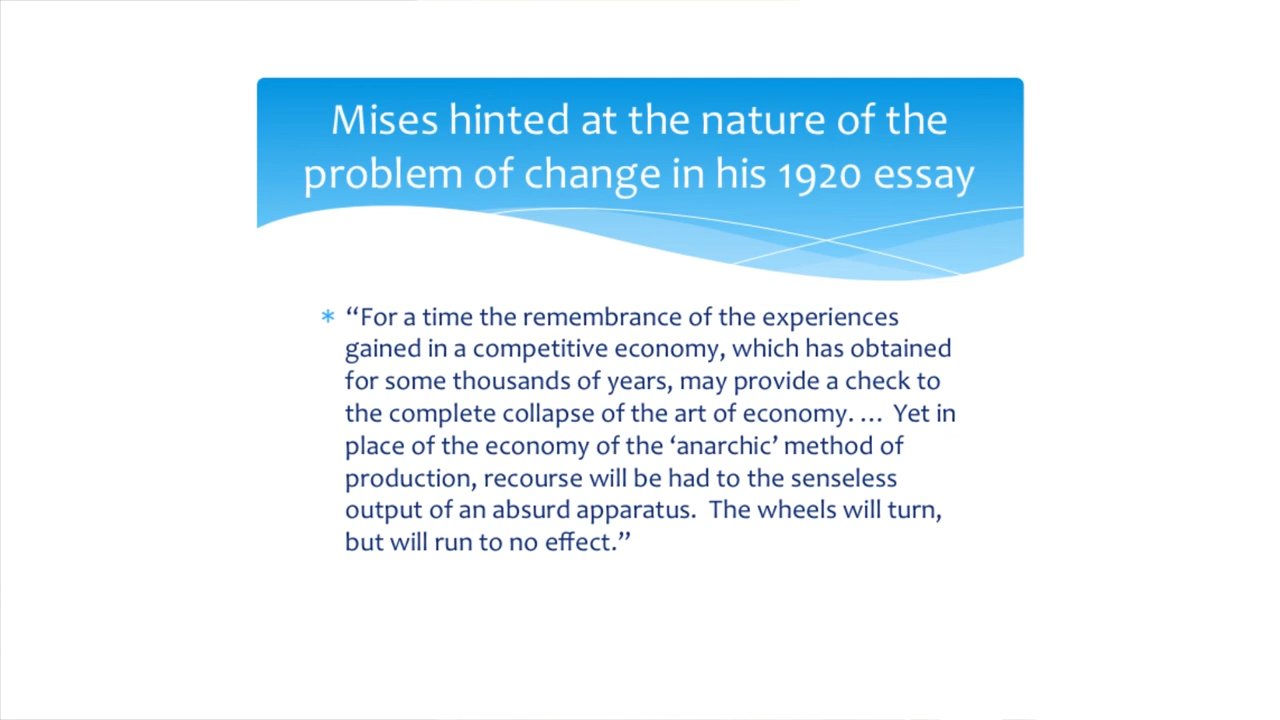 Mises hinted at the nature of the
problem of change in his 1920 essay
* “For a time the remembrance of the experiences
gained in a competitive economy, which has obtained
for some thousands of years, may provide a check to
the complete collapse of the art of economy. … Yet in
place of the economy of the ‘anarchic’ method of
production, recourse will be had to the senseless
output of an absurd apparatus. The wheels will turn,
but will run to no effect.”